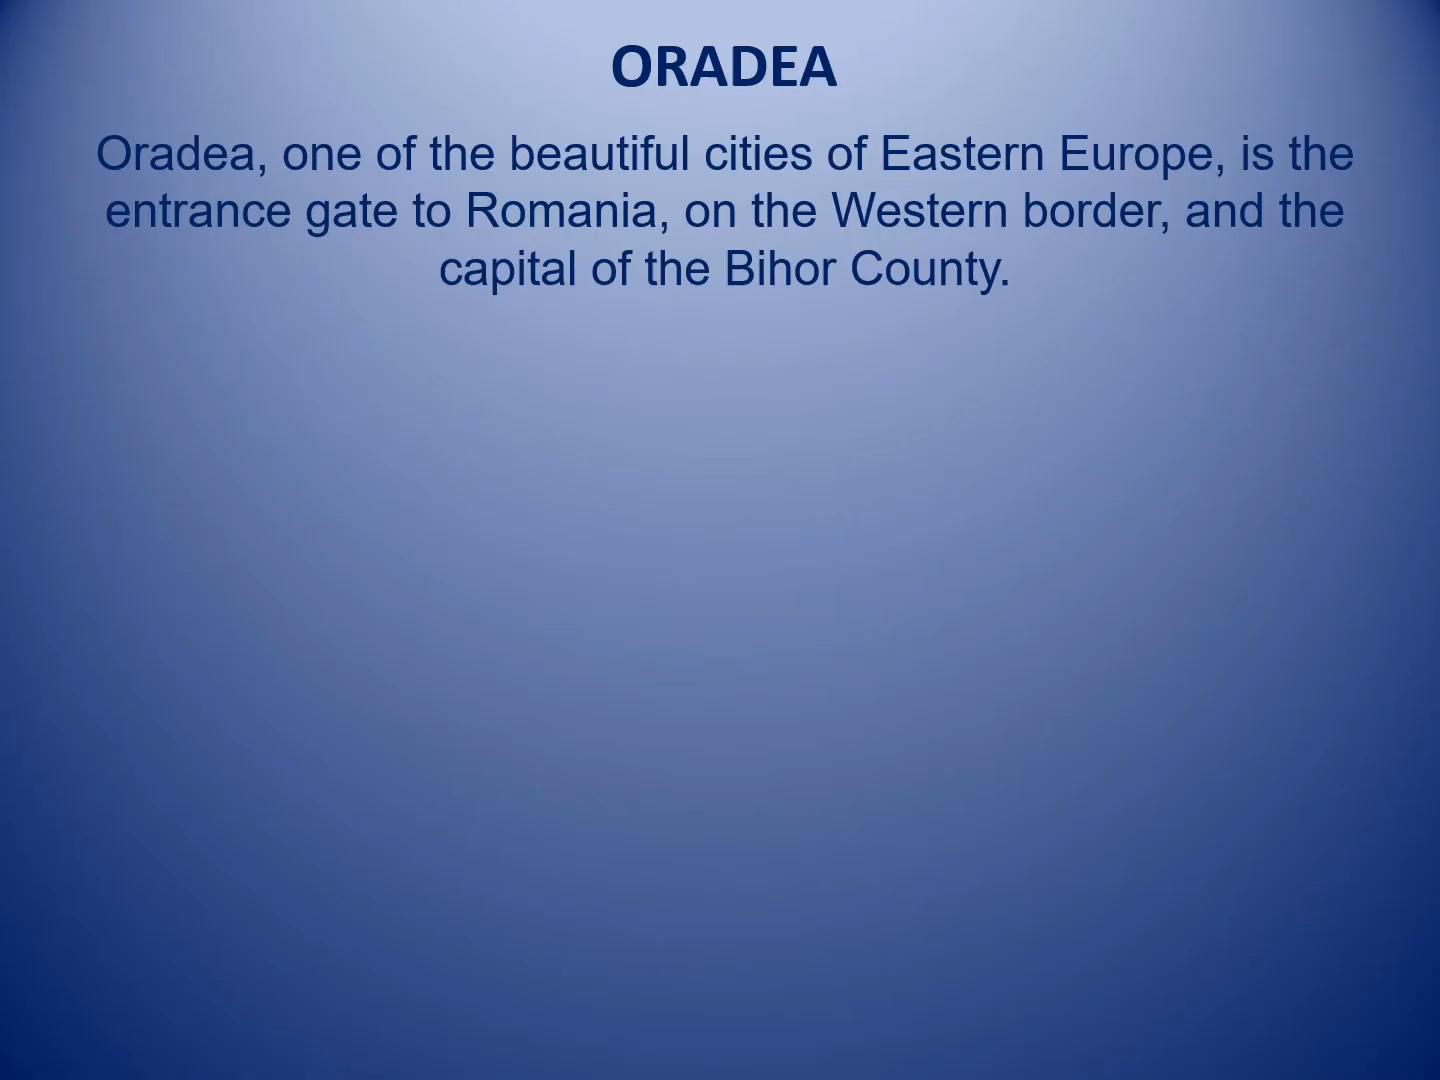 ORADEA
Oradea, one of the beautiful cities of Eastern Europe, is the
entrance gate to Romania, on the Western border, and the
capital of the Bihor County.